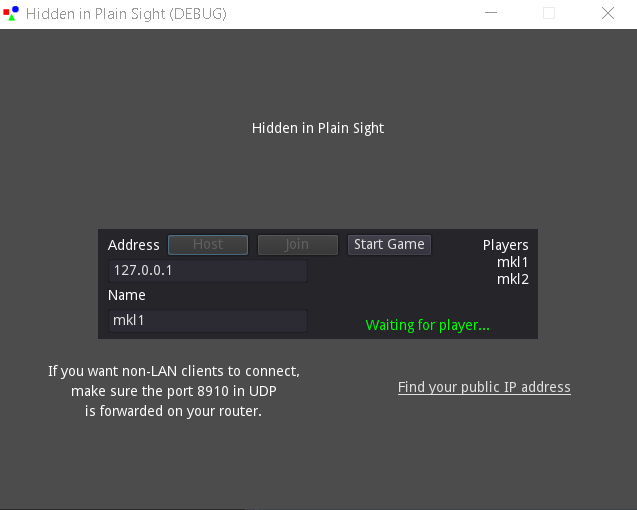 Hidden in Plain Sight (DEBUG)
Hidden in Plain Sight
Address Host Join Start Game Players
mkl1
127.0.0.1
mkl2
Name
mkl1
Waiting for player...
If you want non-LAN clients to connect,
make sure the port 8910 in UDP
is forwarded on your router.
Find your public IP address